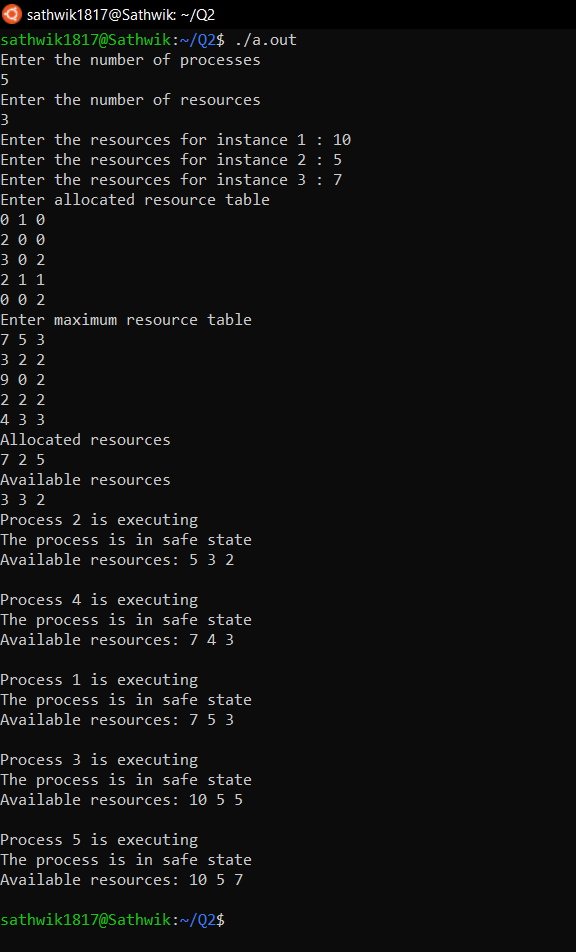 sathwik1817@Sathwik: ~/Q2
sathwik1817@Sathwik:~/Q2$ ./a.out
Enter the number of processes
5
Enter the number of resources
3
Enter the resources for instance 1 : 10
Enter the resources for instance 2 : 5
Enter the resources for instance 3 : 7
Enter allocated resource table
0 1 0
2 0 0
3 0 2
2 1 1
0 0 2
Enter maximum resource table
7 5 3
3 2 2
9 0 2
2 2 2
4 3 3
Allocated resources
7 2 5
Available resources
3 3 2
Process 2 is executing
The process is in safe state
Available resources: 5 3 2
Process 4 is executing
The process is in safe state
Available resources: 7 4 3
Process 1 is executing
The process is in safe state
Available resources: 7 5 3
Process 3 is executing
The process is in safe state
Available resources: 10 5 5
Process 5 is executing
The process is in safe state
Available resources: 10 5 7
sathwik1817@Sathwik:~/Q2$